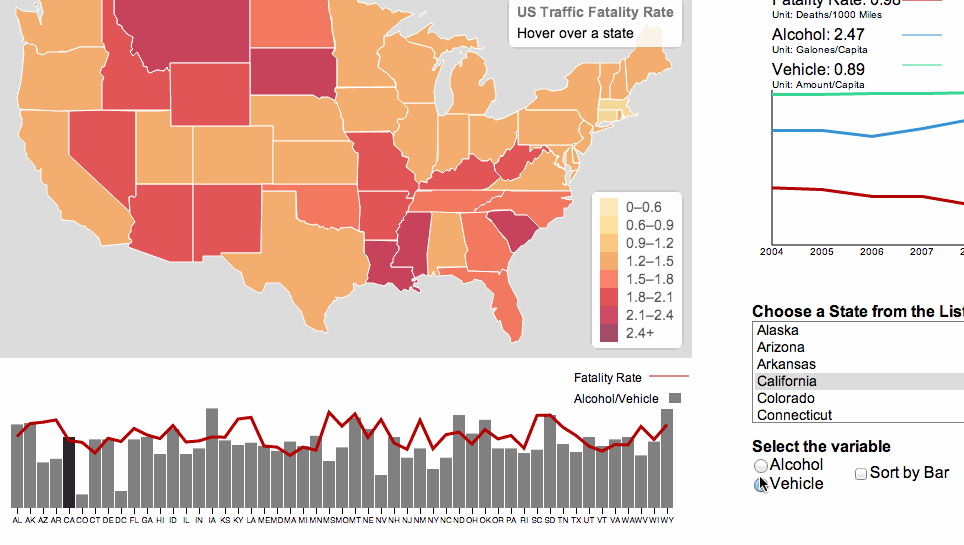 US Traffic Fatality Rate
Hover over a state
0–0.6
0.6–0.9
0.9–1.2
1.2–1.5
1.5–1.8
1.8–2.1
2.1–2.4
2.4+
Fatality Rate: 0.98
Unit: Deaths/1000 Miles
Alcohol: 2.47
Unit: Galones/Capita
Vehicle: 0.89
Unit: Amount/Capita
2004 2005 2006 2007 2
Choose a State from the List
Alaska
Arizona
Arkansas
California
Colorado
Connecticut
Select the variable
Alcohol
Vehicle
Sort by Bar
Fatality Rate
Alcohol/Vehicle
AL AK AZ AR CA CO CT DE DC FL GA HI ID IL IN IA KS KY LA ME MD MA MI MN MS MO MT NE NV NH NJ NM NY NC ND OH OK OR PA RI SC SD TN TX UT VT VA WA WV WI WY